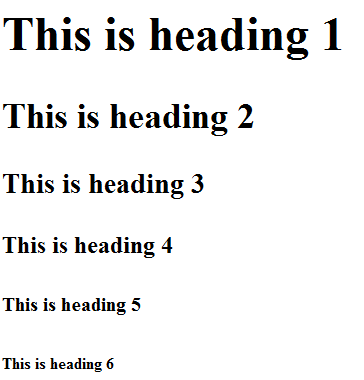 This is heading 1
This is heading 2
This is heading 3
This is heading 4
This is heading 5
This is heading 6